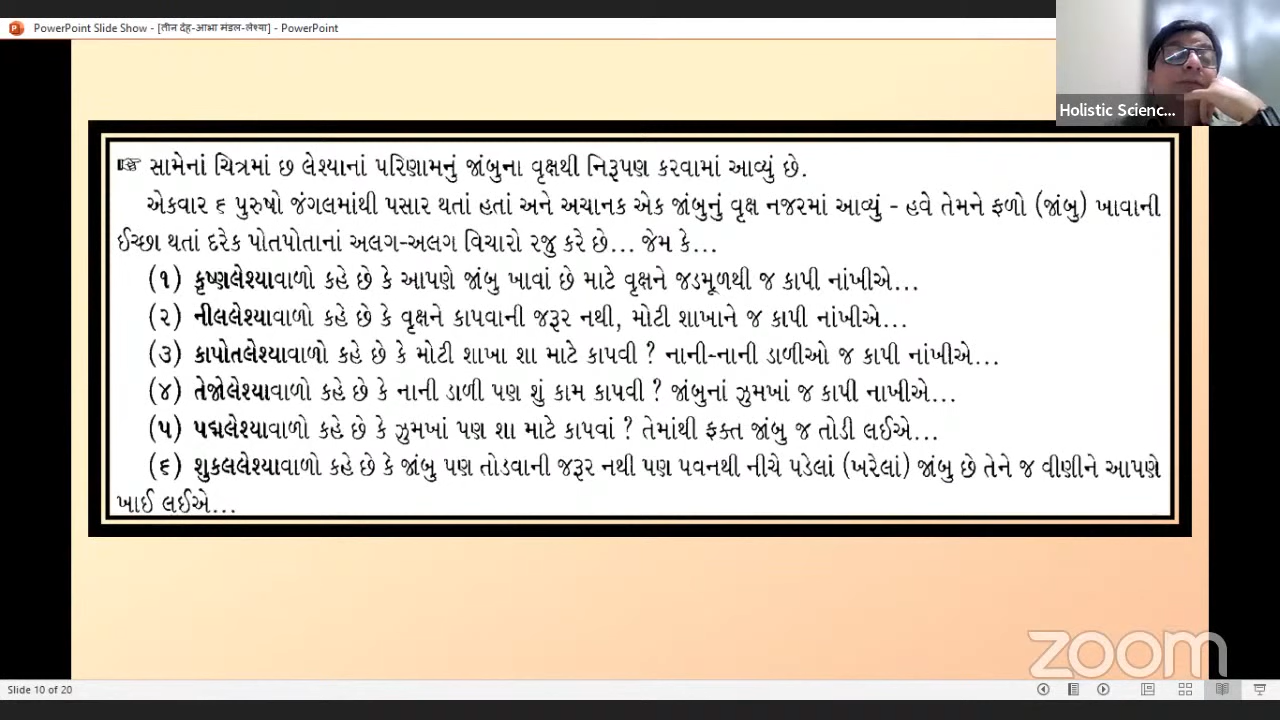 PowerPoint Slide Show - [तीन देह-आभा मंडल-लेश्या] - PowerPoint
Holistic Scienc...
☞ સામેનાં ચિત્રમાં છ લેશ્યાનાં પરિણામનું જાંબુના વૃક્ષથી નિરૂપણ કરવામાં આવ્યું છે.
એકવાર ૬ પુરુષો જંગલમાંથી પસાર થતાં હતાં અને અચાનક એક જાંબુનું વૃક્ષ નજરમાં આવ્યું - હવે તેમને ફળો (જાંબુ) ખાવાની
ઈચ્છા થતાં દરેક પોતપોતાનાં અલગ-અલગ વિચારો રજુ કરે છે... જેમ કે...
(૧) કૃષ્ણલેશ્યાવાળો કહે છે કે આપણે જાંબુ ખાવાં છે માટે વૃક્ષને જડમૂળથી જ કાપી નાંખીએ...
(૨) નીલલેશ્યાવાળો કહે છે કે વૃક્ષને કાપવાની જરૂર નથી, મોટી શાખાને જ કાપી નાંખીએ...
(૩) કાપોતલેશ્યાવાળો કહે છે કે મોટી શાખા શા માટે કાપવી ? નાની-નાની ડાળીઓ જ કાપી નાંખીએ...
(૪) તેજોલેશ્યાવાળો કહે છે કે નાની ડાળી પણ શું કામ કાપવી ? જાંબુનાં ઝુમખાં જ કાપી નાખીએ...
(૫) પદ્મલેશ્યાવાળો કહે છે કે ઝુમખાં પણ શા માટે કાપવાં ? તેમાંથી ફક્ત જાંબુ જ તોડી લઈએ...
(૬) શુકલલેશ્યાવાળો કહે છે કે જાંબુ પણ તોડવાની જરૂર નથી પણ પવનથી નીચે પડેલાં (ખરેલાં) જાંબુ છે તેને જ વીણીને આપણે
ખાઈ લઈએ...
zoom
Slide 10 of 20